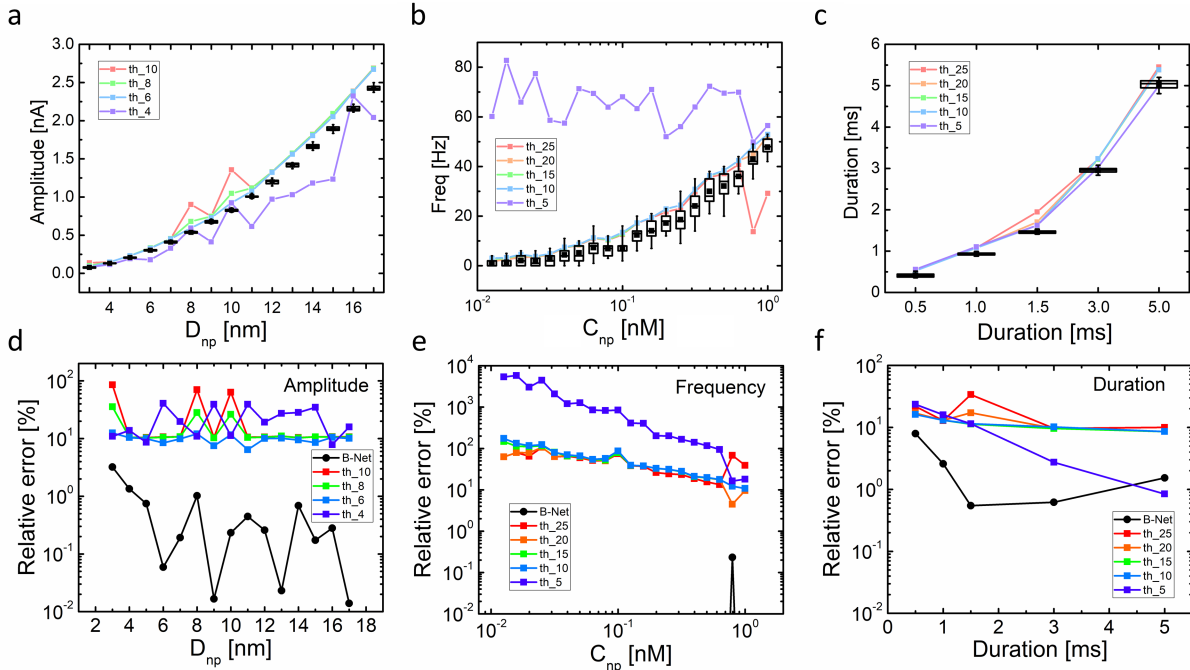 a
3.0
2.5
2.0
1.5
1.0
0.5
0.0
Amplitude [nA]
th_10
th_8
th_6
th_4
4
6
8
10
12
14
16
D_np [nm]
b
80
60
40
20
0
Freq [Hz]
th_25
th_20
th_15
th_10
th_5
10^-2
10^-1
10^0
C_np [nM]
c
6
5
4
3
2
1
0
Duration [ms]
th_25
th_20
th_15
th_10
th_5
0.5
1.0
1.5
3.0
5.0
Duration [ms]
d
10^2
10^1
10^0
10^-1
10^-2
Relative error [%]
Amplitude
B-Net
th_10
th_8
th_6
th_4
2
4
6
8
10
12
14
16
18
D_np [nm]
e
10^4
10^3
10^2
10^1
10^0
10^-1
10^-2
Relative error [%]
Frequency
B-Net
th_25
th_20
th_15
th_10
th_5
10^-2
10^-1
10^0
C_np [nM]
f
10^2
10^1
10^0
10^-1
10^-2
Relative error [%]
Duration
B-Net
th_25
th_20
th_15
th_10
th_5
0
1
2
3
4
5
Duration [ms]